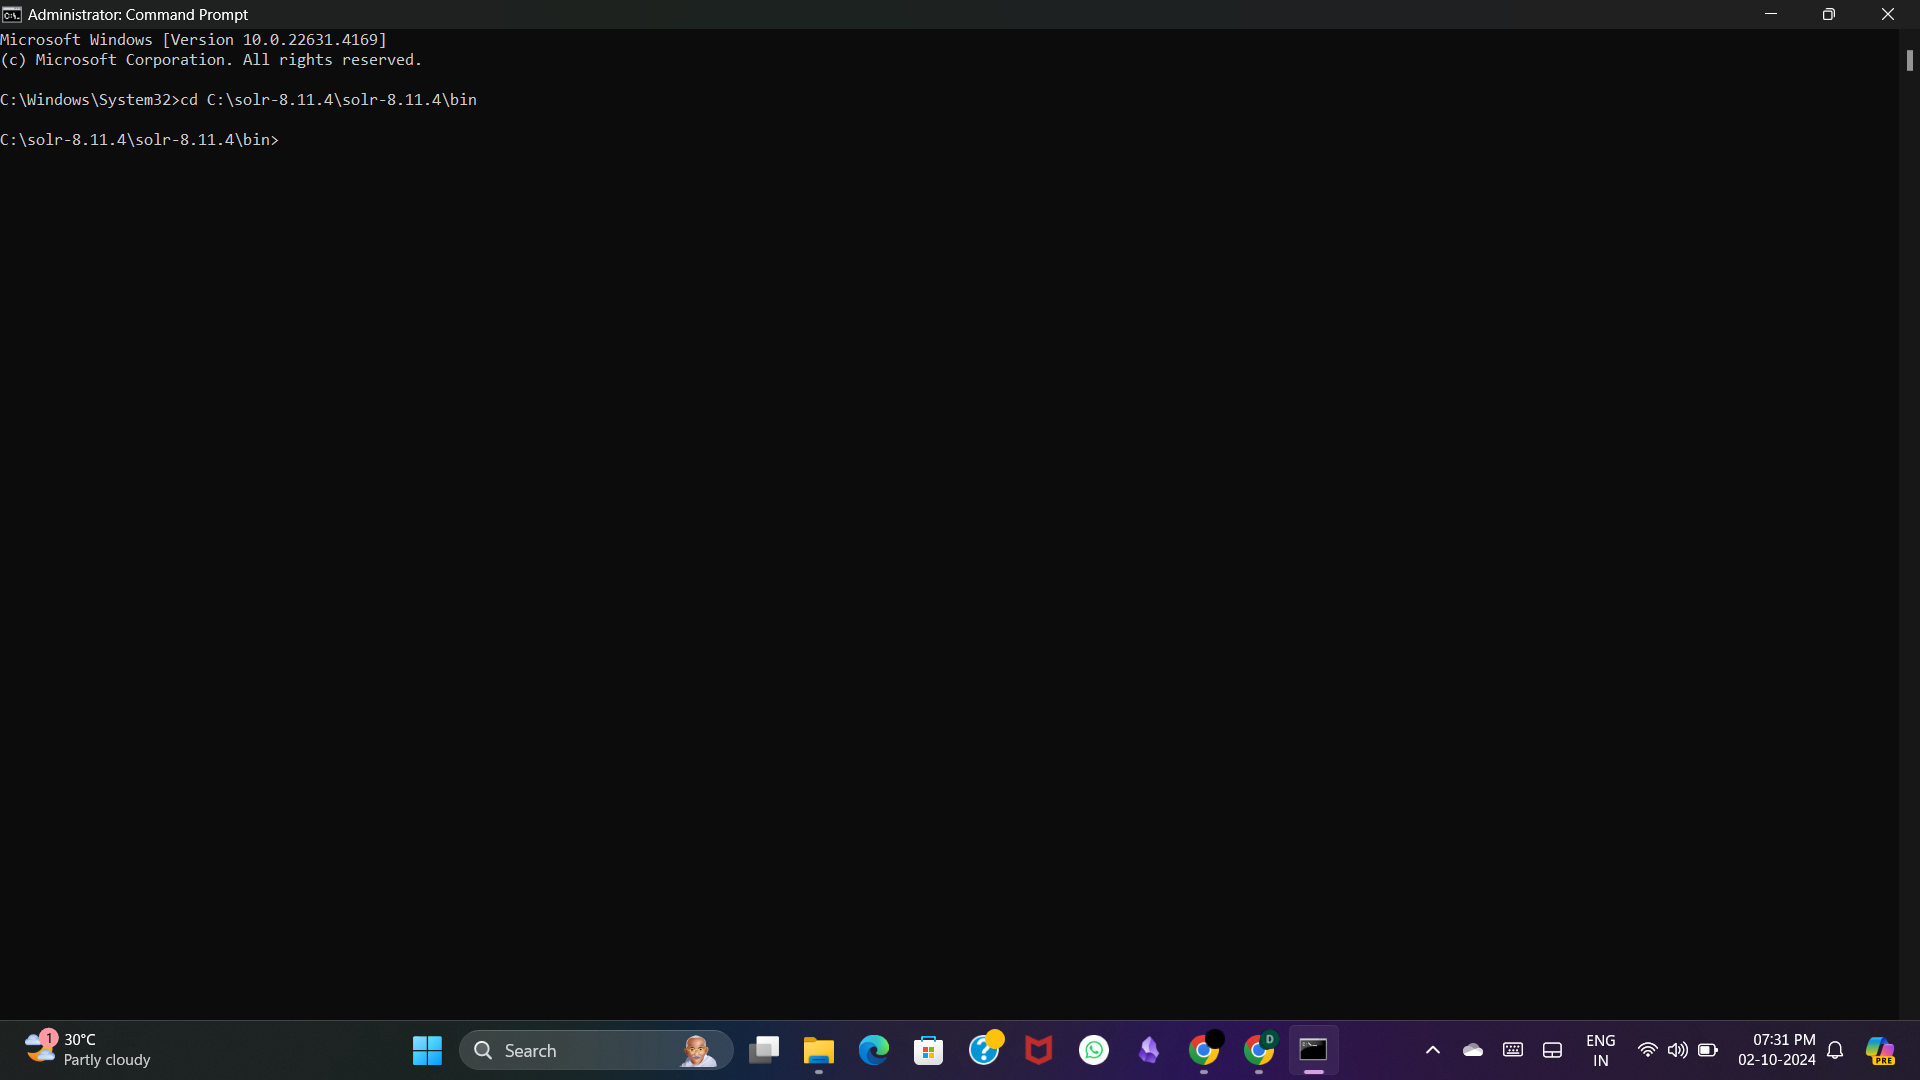 Administrator: Command Prompt
Microsoft Windows [Version 10.0.22631.4169]
(c) Microsoft Corporation. All rights reserved.
C:\Windows\System32>cd C:\solr-8.11.4\solr-8.11.4\bin
C:\solr-8.11.4\solr-8.11.4\bin>
1
30°C
Partly cloudy
Search
D
ENG
IN
07:31 PM
02-10-2024
PRE